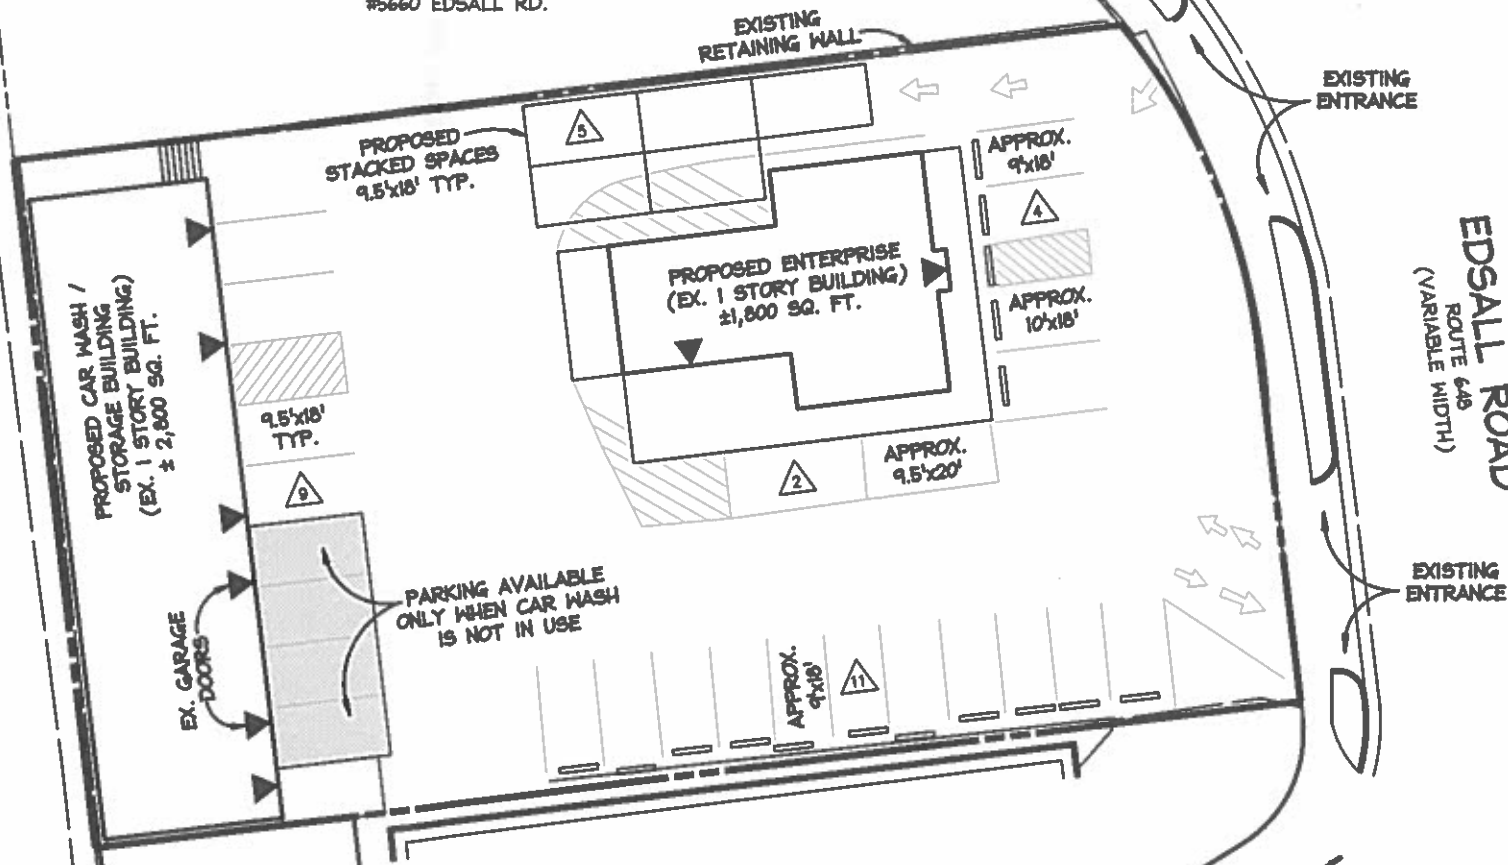 #5660 EDSALL RD.
EXISTING
RETAINING WALL
EXISTING
ENTRANCE
PROPOSED
STACKED SPACES
9.5'x18' TYP.
5
APPROX.
9'x18'
4
PROPOSED ENTERPRISE
(EX. 1 STORY BUILDING)
±1,800 SQ. FT.
APPROX.
10'x18'
EDSALL ROAD
ROUTE 648
(VARIABLE WIDTH)
PROPOSED CAR WASH /
STORAGE BUILDING
(EX. 1 STORY BUILDING)
± 2,800 SQ. FT.
9.5'x18'
TYP.
9
2
APPROX.
9.5'x20'
PARKING AVAILABLE
ONLY WHEN CAR WASH
IS NOT IN USE
EX. GARAGE
DOORS
APPROX.
9'x18'
11
EXISTING
ENTRANCE